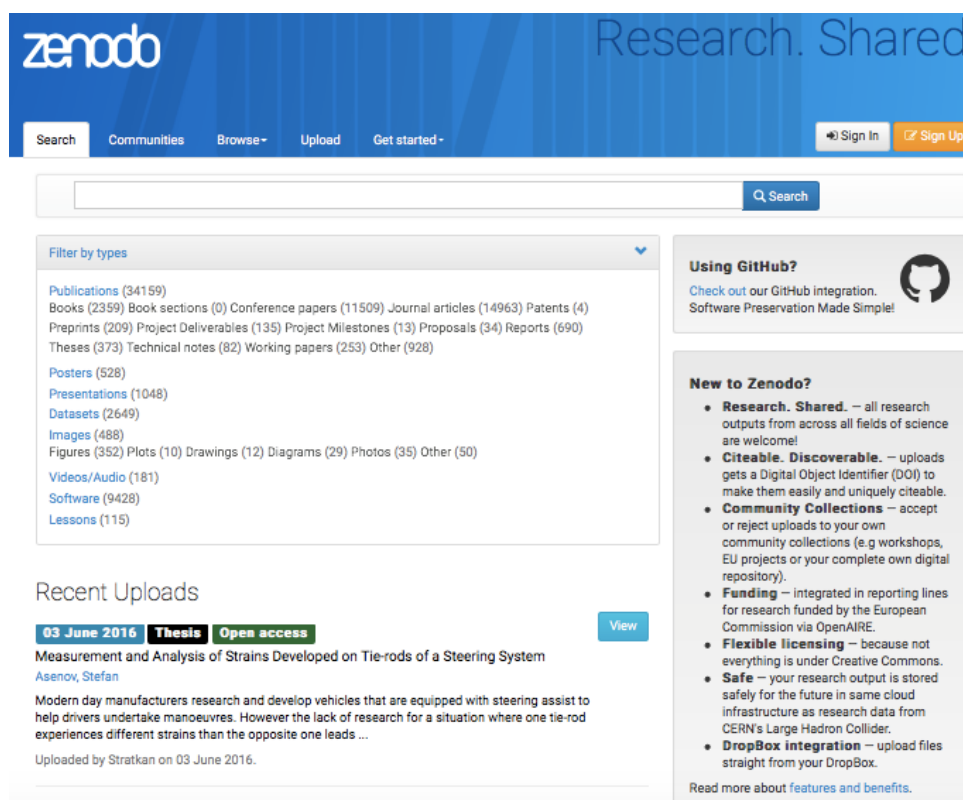 zenodo
Research. Shared
Search Communities Browse Upload Get started
Sign In Sign Up
Search
Filter by types
Publications (34159)
Books (2359) Book sections (0) Conference papers (11509) Journal articles (14963) Patents (4)
Preprints (209) Project Deliverables (135) Project Milestones (13) Proposals (34) Reports (690)
Theses (373) Technical notes (82) Working papers (253) Other (928)
Posters (528)
Presentations (1048)
Datasets (2649)
Images (488)
Figures (352) Plots (10) Drawings (12) Diagrams (29) Photos (35) Other (50)
Videos/Audio (181)
Software (9428)
Lessons (115)
Recent Uploads
03 June 2016 Thesis Open access
View
Measurement and Analysis of Strains Developed on Tie-rods of a Steering System
Asenov, Stefan
Modern day manufacturers research and develop vehicles that are equipped with steering assist to
help drivers undertake manoeuvres. However the lack of research for a situation where one tie-rod
experiences different strains than the opposite one leads ...
Uploaded by Stratkan on 03 June 2016.
Using GitHub?
Check out our GitHub integration.
Software Preservation Made Simple!
New to Zenodo?
• Research. Shared. — all research
outputs from across all fields of science
are welcome!
• Citeable. Discoverable. — uploads
gets a Digital Object Identifier (DOI) to
make them easily and uniquely citeable.
• Community Collections — accept
or reject uploads to your own
community collections (e.g workshops,
EU projects or your complete own digital
repository).
• Funding — integrated in reporting lines
for research funded by the European
Commission via OpenAIRE.
• Flexible licensing — because not
everything is under Creative Commons.
• Safe — your research output is stored
safely for the future in same cloud
infrastructure as research data from
CERN's Large Hadron Collider.
• DropBox integration — upload files
straight from your DropBox.
Read more about features and benefits.